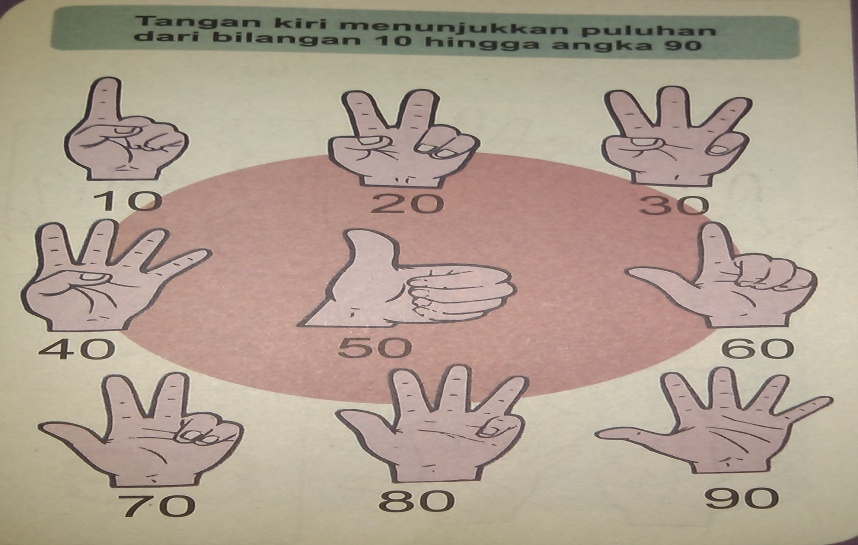 Tangan kiri menunjukkan puluhan
dari bilangan 10 hingga angka 90
10 20 30
40 50 60
70 80 90